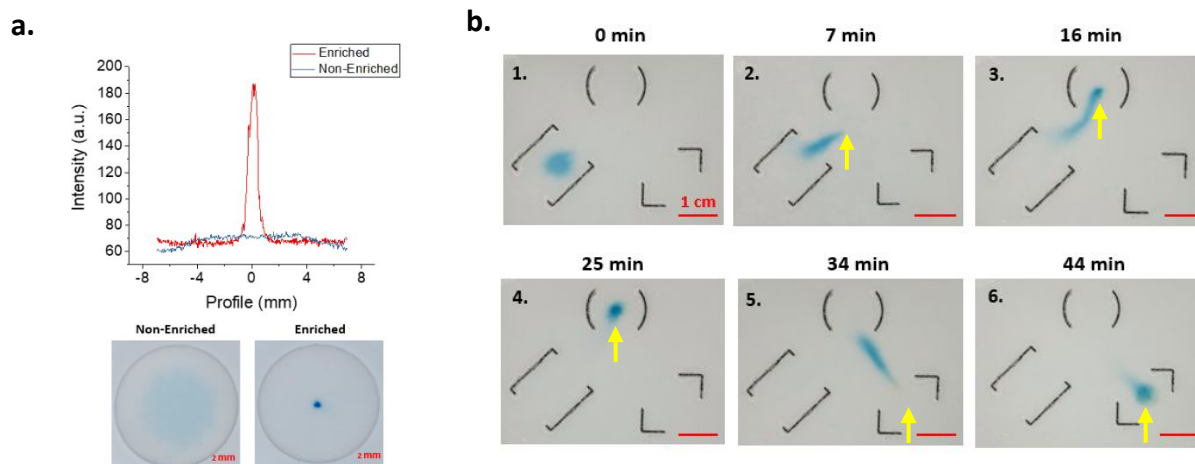 a.
Enriched
Non-Enriched
200
180
160
140
120
100
80
60
Intensity (a.u.)
-8
-4
0
4
8
Profile (mm)
Non-Enriched
Enriched
2 mm
2 mm
b.
0 min
7 min
16 min
1.
2.
3.
1 cm
25 min
34 min
44 min
4.
5.
6.